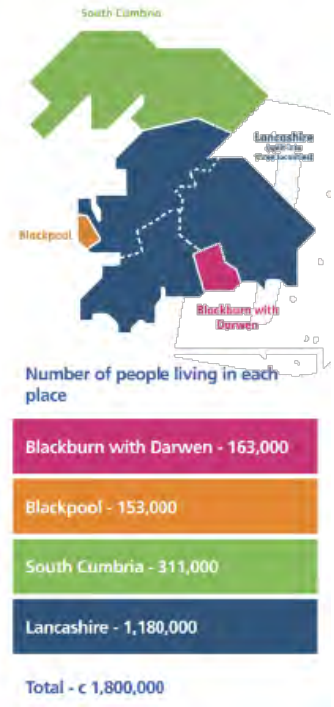 South Cumbria
Lancashire
Blackpool
Blackburn with
Darwen
Number of people living in each
place
Blackburn with Darwen - 163,000
Blackpool - 153,000
South Cumbria - 311,000
Lancashire - 1,180,000
Total - c 1,800,000